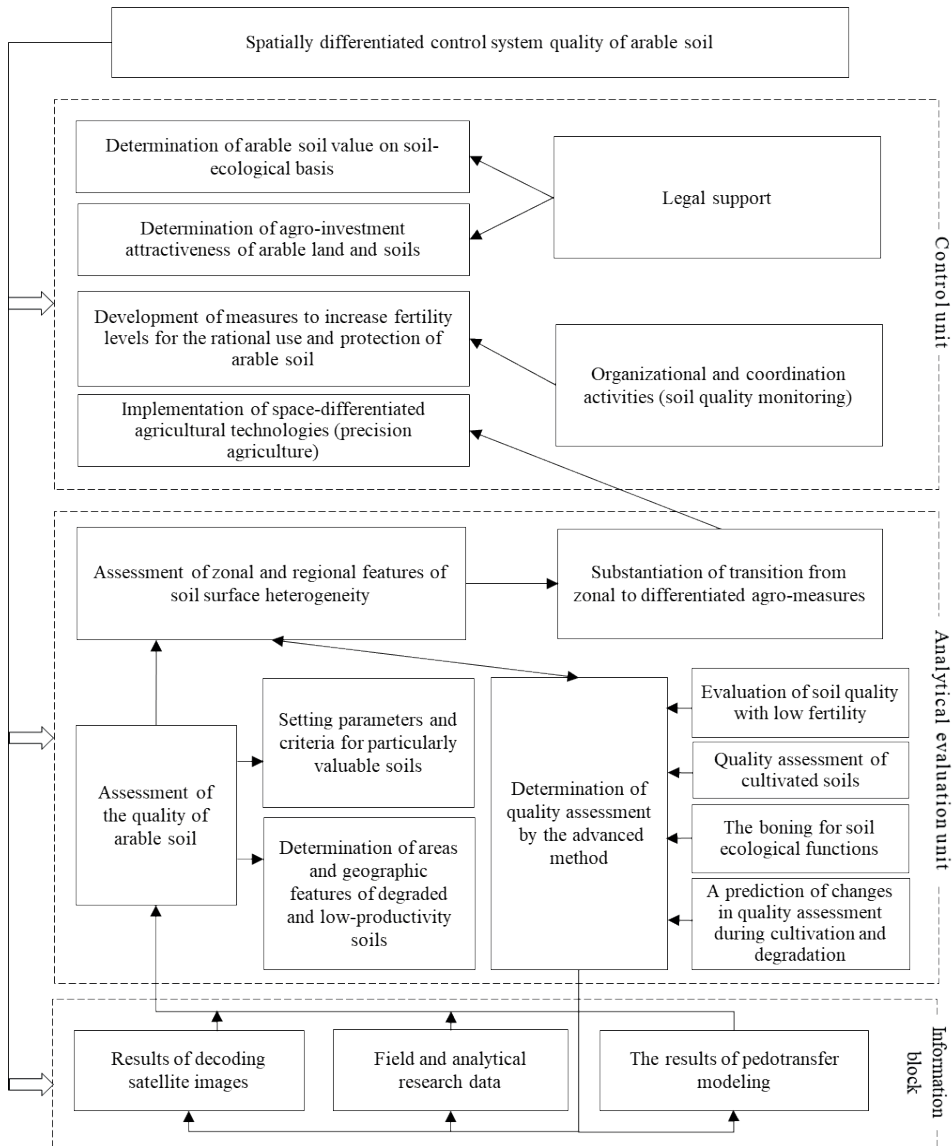 Spatially differentiated control system quality of arable soil
Determination of arable soil value on soil-
ecological basis
Legal support
Determination of agro-investment
attractiveness of arable land and soils
Development of measures to increase fertility
levels for the rational use and protection of
arable soil
Organizational and coordination
activities (soil quality monitoring)
Implementation of space-differentiated
agricultural technologies (precision
agriculture)
Control unit
Assessment of zonal and regional features of
soil surface heterogeneity
Substantiation of transition from
zonal to differentiated agro-measures
Assessment of
the quality of
arable soil
Setting parameters and
criteria for particularly
valuable soils
Determination of areas
and geographic
features of degraded
and low-productivity
soils
Determination of
quality assessment
by the advanced
method
Evaluation of soil quality
with low fertility
Quality assessment of
cultivated soils
The boning for soil
ecological functions
A prediction of changes
in quality assessment
during cultivation and
degradation
Analytical evaluation unit
Results of decoding
satellite images
Field and analytical
research data
The results of pedotransfer
modeling
Information
block